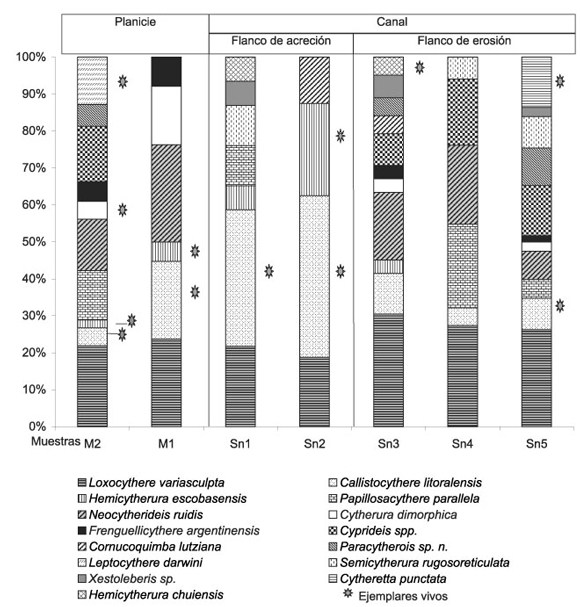 Planicie Canal
Flanco de acreción Flanco de erosión
100%
90%
80%
70%
60%
50%
40%
30%
20%
10%
0%
Muestras M2 M1 Sn1 Sn2 Sn3 Sn4 Sn5
Loxocythere variasculpta Callistocythere litoralensis
Hemicytherura escobasensis Papillosacythere parallela
Neocytherideis ruidis Cytherura dimorphica
Frenguellicythere argentinensis Cyprideis spp.
Cornucoquimba lutziana Paracytherois sp. n.
Leptocythere darwini Semicytherura rugosoreticulata
Xestoleberis sp. Cytheretta punctata
Hemicytherura chuiensis Ejemplares vivos